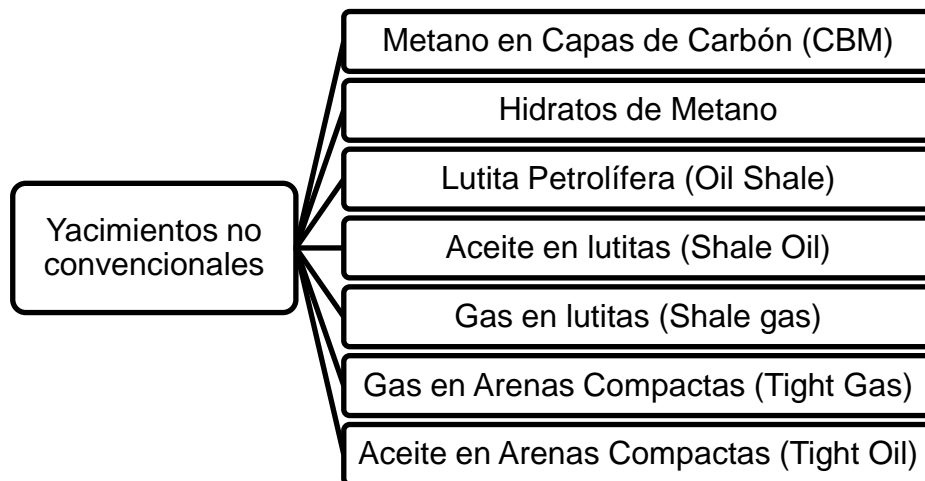 Yacimientos no
convencionales
Metano en Capas de Carbón (CBM)
Hidratos de Metano
Lutita Petrolífera (Oil Shale)
Aceite en lutitas (Shale Oil)
Gas en lutitas (Shale gas)
Gas en Arenas Compactas (Tight Gas)
Aceite en Arenas Compactas (Tight Oil)